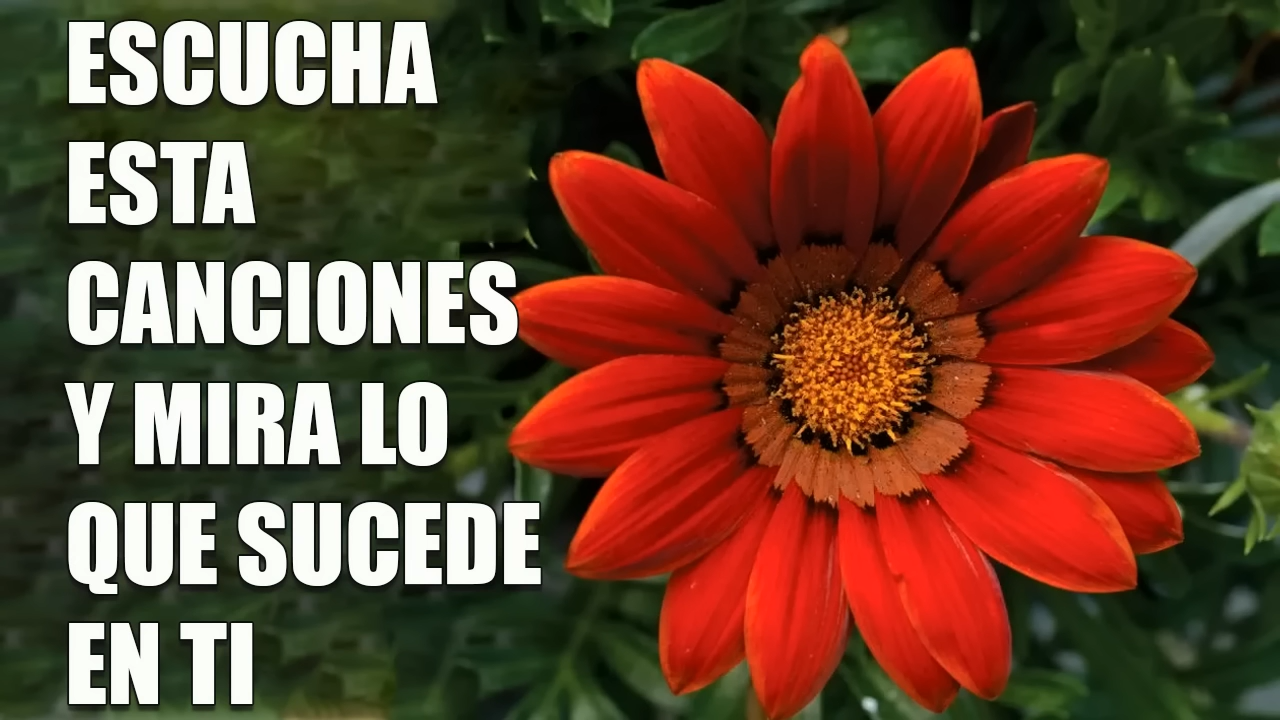 ESCUCHA
ESTA
CANCIONES
Y MIRA LO
QUE SUCEDE
EN TI